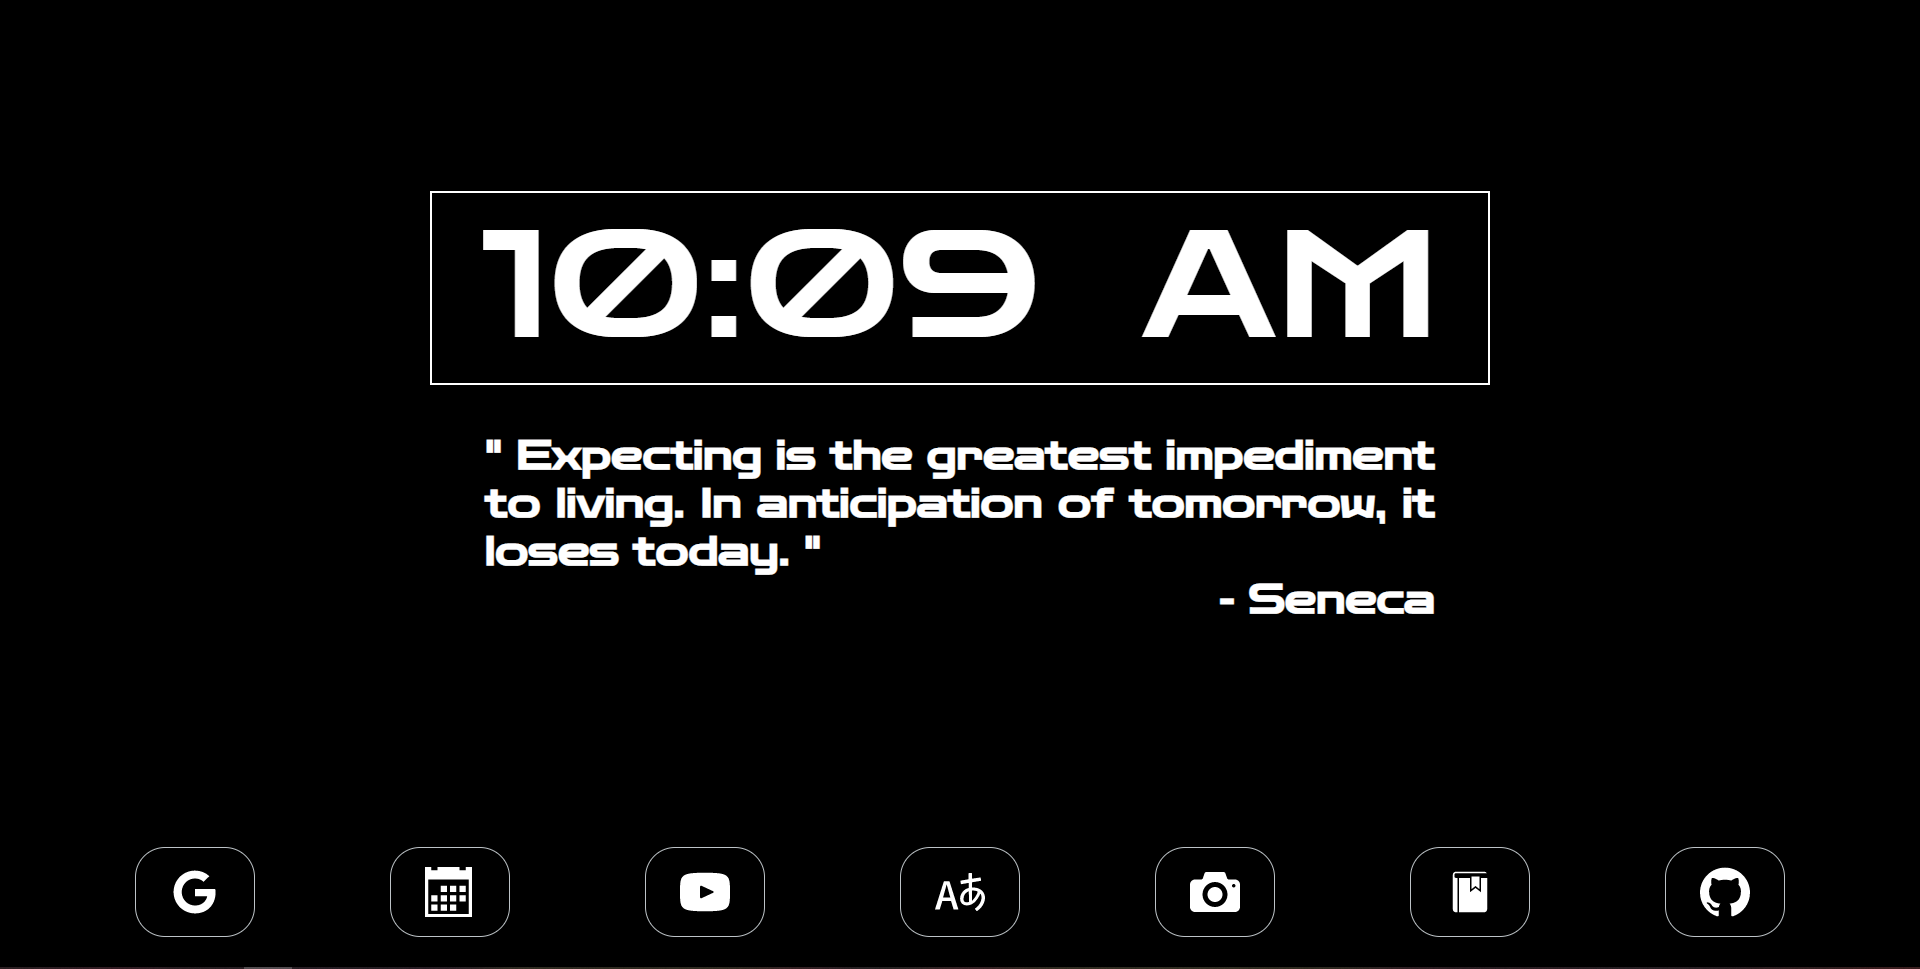 10:09 AM
" Expecting is the greatest impediment
to living. In anticipation of tomorrow, it
loses today. "
- Seneca
G
Aあ